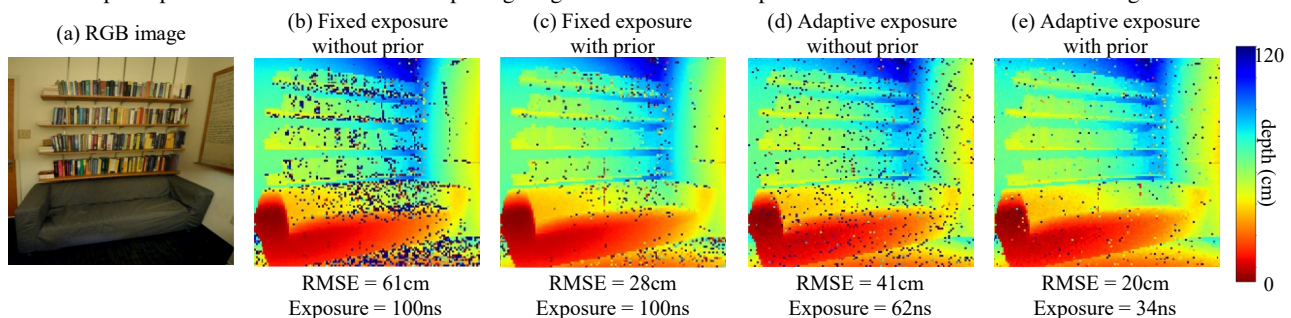 (a) RGB image
(b) Fixed exposure
without prior
(c) Fixed exposure
with prior
(d) Adaptive exposure
without prior
(e) Adaptive exposure
with prior
120
depth (cm)
0
RMSE = 61cm
Exposure = 100ns
RMSE = 28cm
Exposure = 100ns
RMSE = 41cm
Exposure = 62ns
RMSE = 20cm
Exposure = 34ns